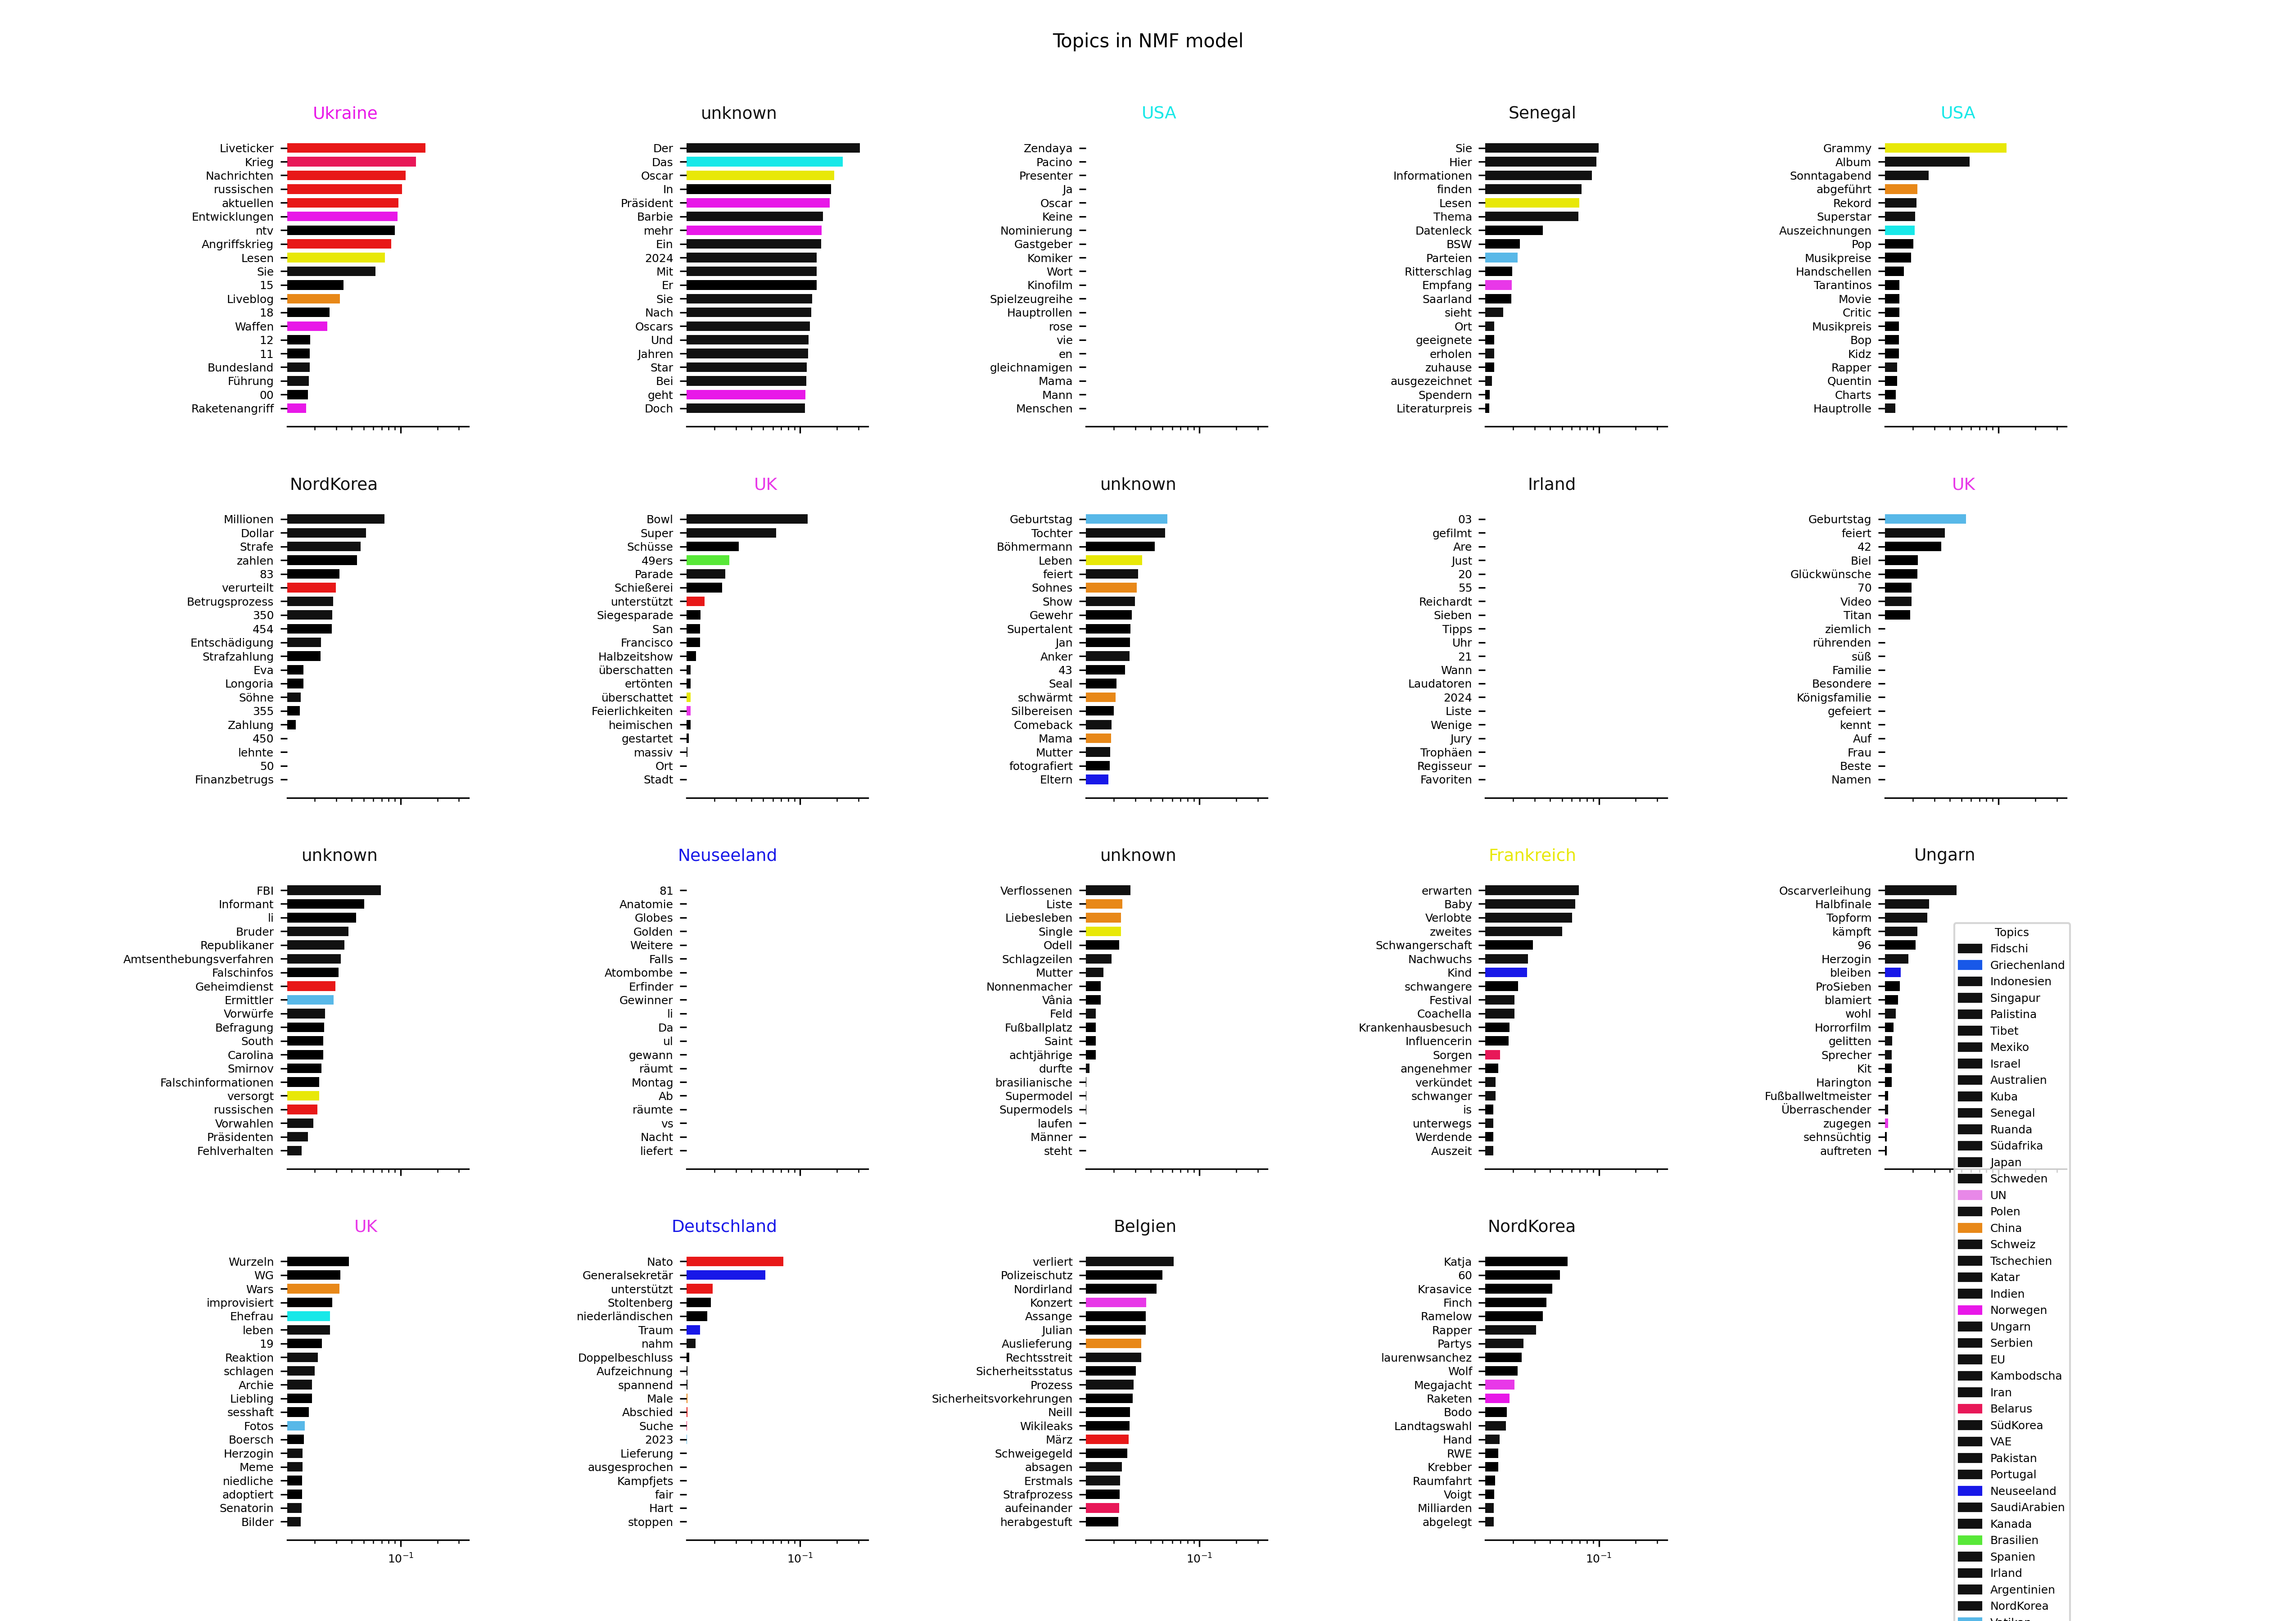 Topics in NMF model
Ukraine
Liveticker
Krieg
Nachrichten
russischen
aktuellen
Entwicklungen
ntv
Angriffskrieg
Lesen
Sie
15
Liveblog
18
Waffen
12
11
Bundesland
Führung
00
Raketenangriff
unknown
Der
Das
Oscar
In
Präsident
Barbie
mehr
Ein
2024
Mit
Er
Sie
Nach
Oscars
Und
Jahren
Star
Bei
geht
Doch
USA
Zendaya
Pacino
Presenter
Ja
Oscar
Keine
Nominierung
Gastgeber
Komiker
Wort
Kinofilm
Spielzeugreihe
Hauptrollen
rose
vie
en
gleichnamigen
Mama
Mann
Menschen
Senegal
Sie
Hier
Informationen
finden
Lesen
Thema
Datenleck
BSW
Parteien
Ritterschlag
Empfang
Saarland
sieht
Ort
geeignete
erholen
zuhause
ausgezeichnet
Spendern
Literaturpreis
USA
Grammy
Album
Sonntagabend
abgeführt
Rekord
Superstar
Auszeichnungen
Pop
Musikpreise
Handschellen
Tarantinos
Movie
Critic
Musikpreis
Bop
Kidz
Rapper
Quentin
Charts
Hauptrolle
NordKorea
Millionen
Dollar
Strafe
zahlen
83
verurteilt
Betrugsprozess
350
454
Entschädigung
Strafzahlung
Eva
Longoria
Söhne
355
Zahlung
450
lehnte
50
Finanzbetrugs
UK
Bowl
Super
Schüsse
49ers
Parade
Schießerei
unterstützt
Siegesparade
San
Francisco
Halbzeitshow
überschatten
ertönten
überschattet
Feierlichkeiten
heimischen
gestartet
massiv
Ort
Stadt
unknown
Geburtstag
Tochter
Böhmermann
Leben
feiert
Sohnes
Show
Gewehr
Supertalent
Jan
Anker
43
Seal
schwärmt
Silbereisen
Comeback
Mama
Mutter
fotografiert
Eltern
Irland
03
gefilmt
Are
Just
20
55
Reichardt
Sieben
Tipps
Uhr
21
Wann
Laudatoren
2024
Liste
Wenige
Jury
Trophäen
Regisseur
Favoriten
UK
Geburtstag
feiert
42
Biel
Glückwünsche
70
Video
Titan
ziemlich
rührenden
süß
Familie
Besondere
Königsfamilie
gefeiert
kennt
Auf
Frau
Beste
Namen
unknown
FBI
Informant
li
Bruder
Republikaner
Amtsenthebungsverfahren
Falschinfos
Geheimdienst
Ermittler
Vorwürfe
Befragung
South
Carolina
Smirnov
Falschinformationen
versorgt
russischen
Vorwahlen
Präsidenten
Fehlverhalten
Neuseeland
81
Anatomie
Globes
Golden
Weitere
Falls
Atombombe
Erfinder
Gewinner
li
Da
ul
gewann
räumt
Montag
Ab
räumte
vs
Nacht
liefert
unknown
Verflossenen
Liste
Liebesleben
Single
Odell
Schlagzeilen
Mutter
Nonnenmacher
Vânia
Feld
Fußballplatz
Saint
achtjährige
durfte
brasilianische
Supermodel
Supermodels
laufen
Männer
steht
Frankreich
erwarten
Baby
Verlobte
zweites
Schwangerschaft
Nachwuchs
Kind
schwangere
Festival
Coachella
Krankenhausbesuch
Influencerin
Sorgen
angenehmer
verkündet
schwanger
is
unterwegs
Werdende
Auszeit
Ungarn
Oscarverleihung
Halbfinale
Topform
kämpft
96
Herzogin
bleiben
ProSieben
blamiert
wohl
Horrorfilm
gelitten
Sprecher
Kit
Harington
Fußballweltmeister
Überraschender
zugegen
sehnsüchtig
auftreten
UK
Wurzeln
WG
Wars
improvisiert
Ehefrau
leben
19
Reaktion
schlagen
Archie
Liebling
sesshaft
Fotos
Boersch
Herzogin
Meme
niedliche
adoptiert
Senatorin
Bilder
10⁻¹
Deutschland
Nato
Generalsekretär
unterstützt
Stoltenberg
niederländischen
Traum
nahm
Doppelbeschluss
Aufzeichnung
spannend
Male
Abschied
Suche
2023
Lieferung
ausgesprochen
Kampfjets
fair
Hart
stoppen
10⁻¹
Belgien
verliert
Polizeischutz
Nordirland
Konzert
Assange
Julian
Auslieferung
Rechtsstreit
Sicherheitsstatus
Prozess
Sicherheitsvorkehrungen
Neill
Wikileaks
März
Schweigegeld
absagen
Erstmals
Strafprozess
aufeinander
herabgestuft
10⁻¹
NordKorea
Katja
60
Krasavice
Finch
Ramelow
Rapper
Partys
laurenwsanchez
Wolf
Megajacht
Raketen
Bodo
Landtagswahl
Hand
RWE
Krebber
Raumfahrt
Voigt
Milliarden
abgelegt
10⁻¹
Topics
Fidschi
Griechenland
Indonesien
Singapur
Palistina
Tibet
Mexiko
Israel
Australien
Kuba
Senegal
Ruanda
Südafrika
Japan
Schweden
UN
Polen
China
Schweiz
Tschechien
Katar
Indien
Norwegen
Ungarn
Serbien
EU
Kambodscha
Iran
Belarus
SüdKorea
VAE
Pakistan
Portugal
Neuseeland
SaudiArabien
Kanada
Brasilien
Spanien
Irland
Argentinien
NordKorea